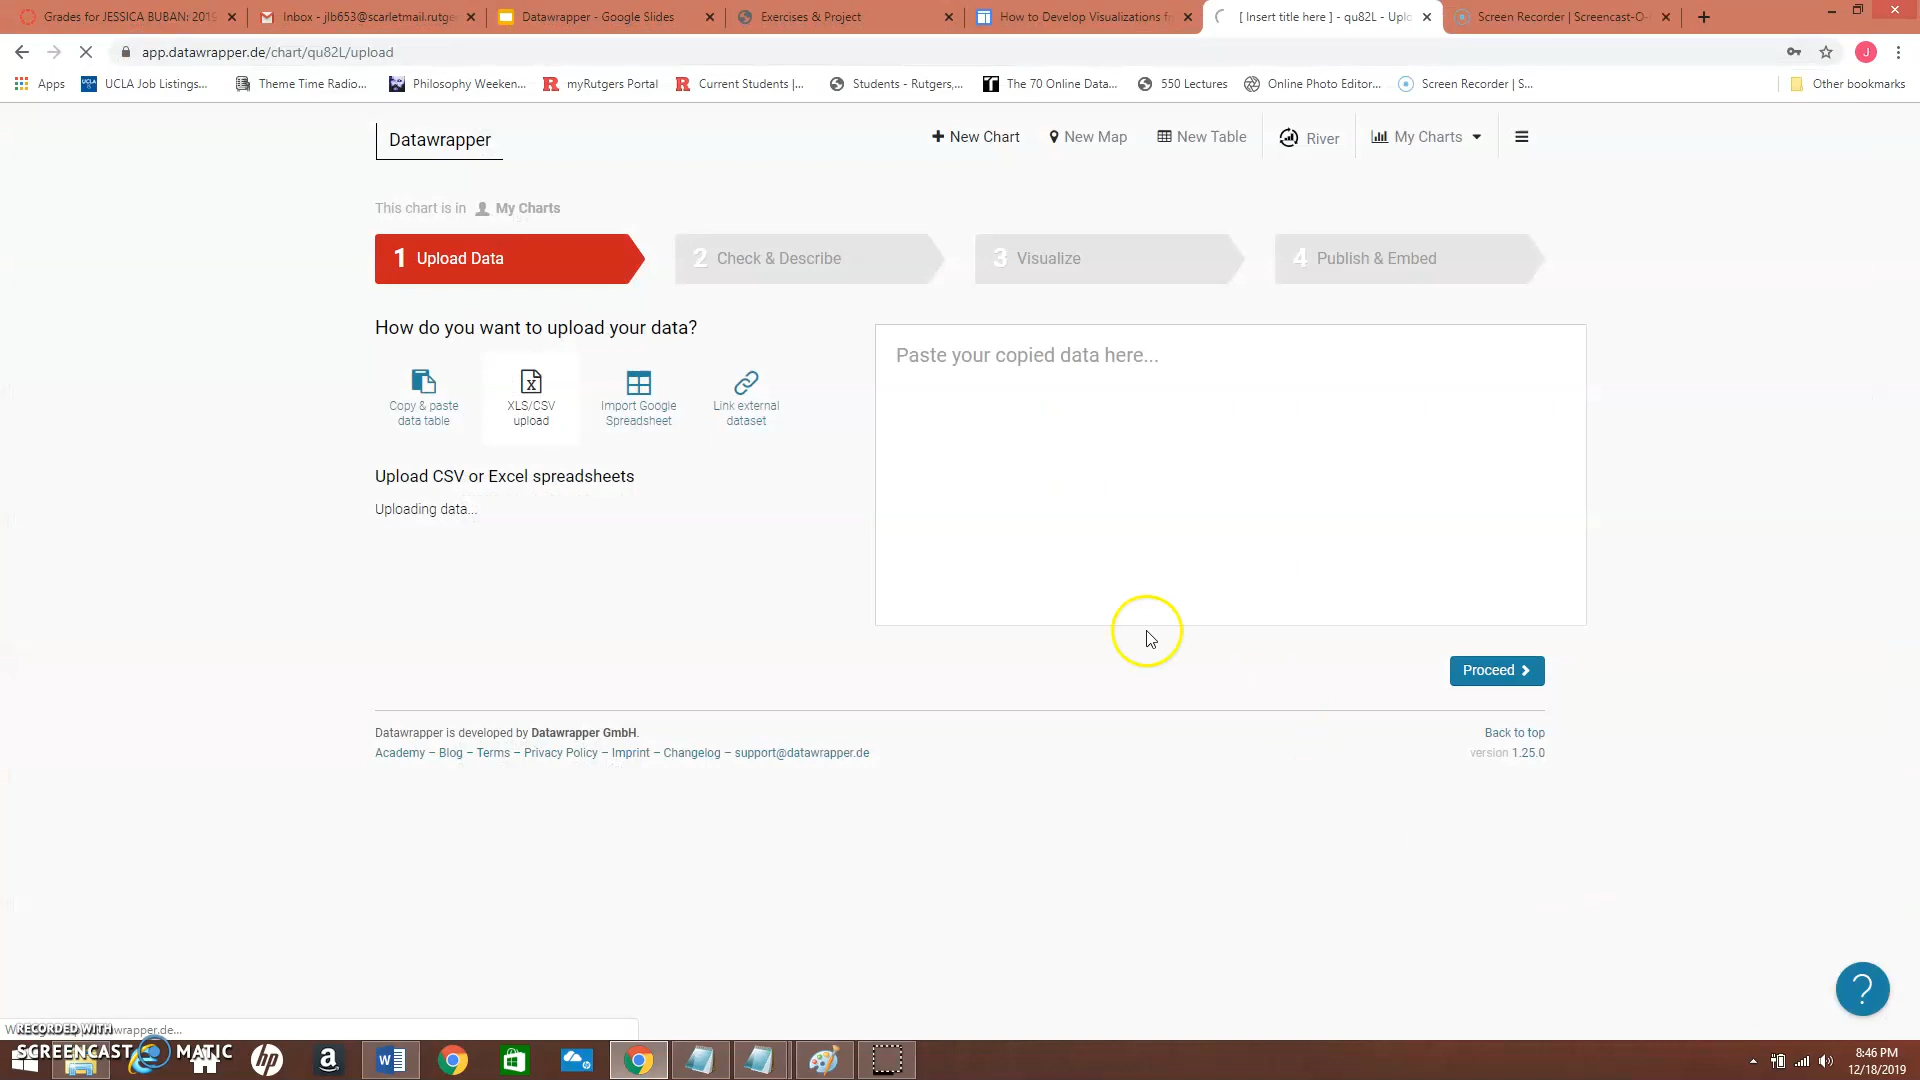 Grades for JESSICA BUBAN: 2019
Inbox - jlb653@scarletmail.rutge
Datawrapper - Google Slides
Exercises & Project
How to Develop Visualizations f
[ Insert title here ] - qu82L - Uplo
Screen Recorder | Screencast-O-
app.datawrapper.de/chart/qu82L/upload
J
Apps
UCLA Job Listings...
Theme Time Radio...
Philosophy Weeken...
myRutgers Portal
Current Students |...
Students - Rutgers,...
The 70 Online Data...
550 Lectures
Online Photo Editor...
Screen Recorder | S...
Other bookmarks
Datawrapper
New Chart
New Map
New Table
River
My Charts
This chart is in My Charts
1 Upload Data
2 Check & Describe
3 Visualize
4 Publish & Embed
How do you want to upload your data?
Copy & paste
data table
XLS/CSV
upload
Import Google
Spreadsheet
Link external
dataset
Upload CSV or Excel spreadsheets
Uploading data...
Paste your copied data here...
Proceed
Datawrapper is developed by Datawrapper GmbH.
Academy – Blog – Terms – Privacy Policy – Imprint – Changelog – support@datawrapper.de
Back to top
version 1.25.0
?
RECORDED WITH
SCREENCAST MATIC
wrapper.de...
hp
8:46 PM
12/18/2019